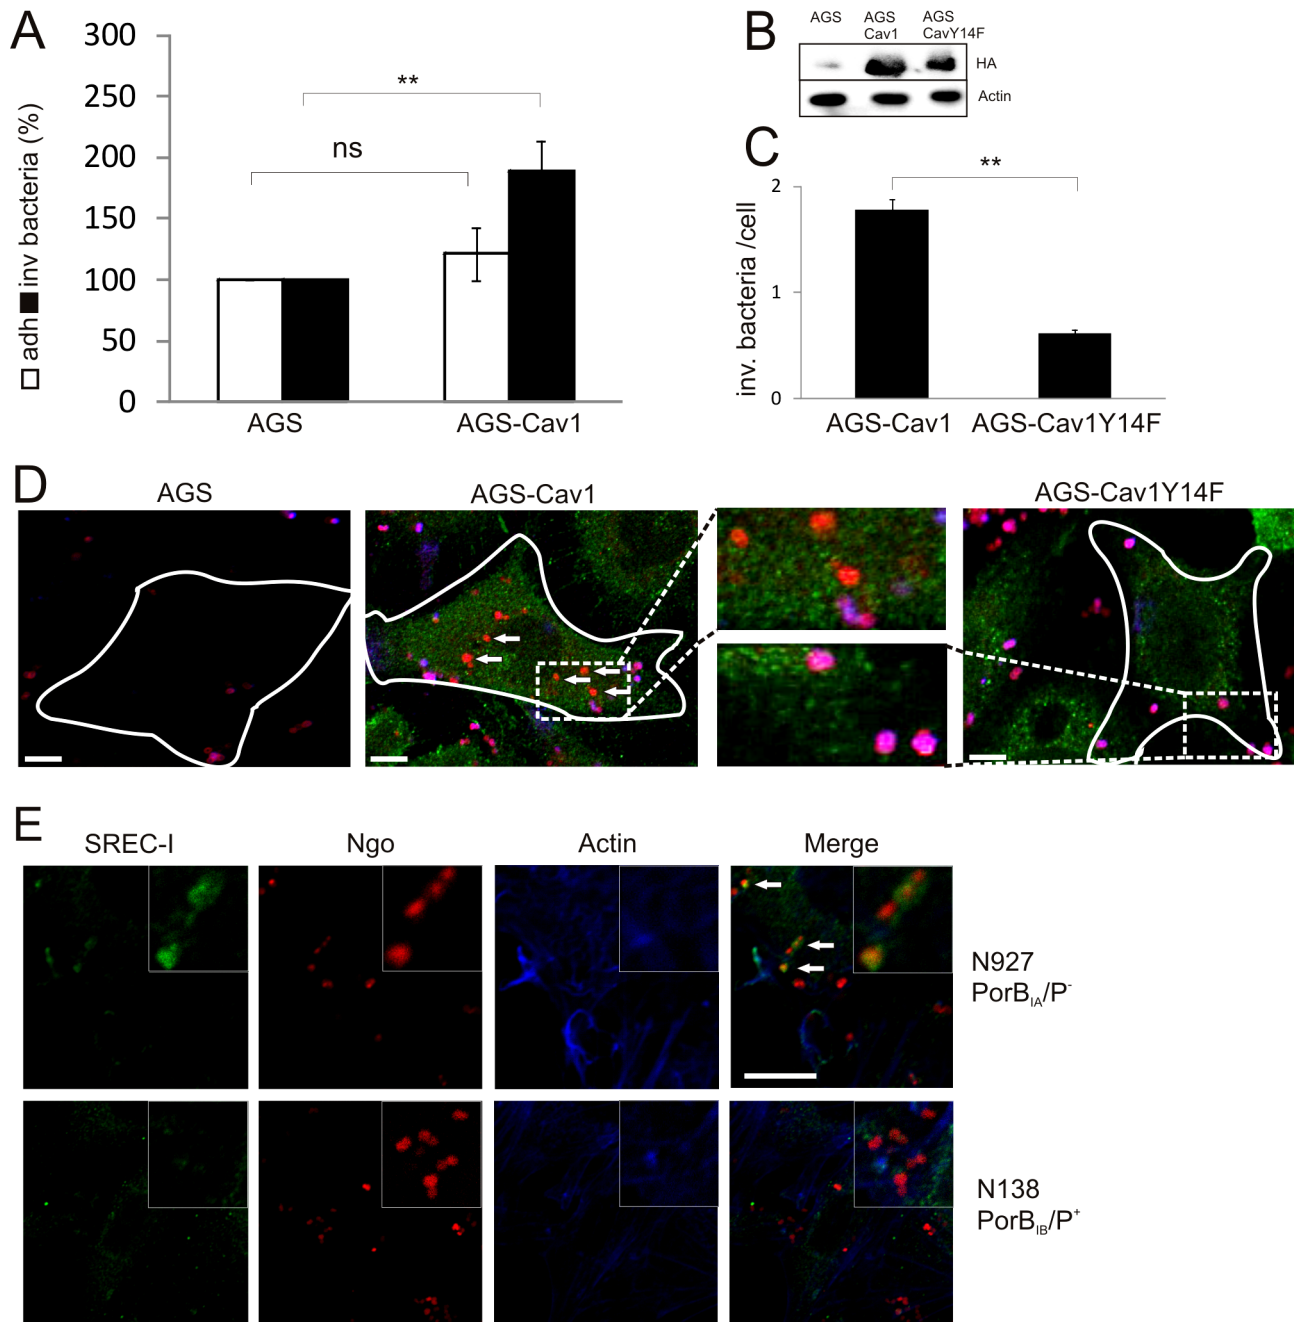 A
300
250
200
150
100
50
0
adh inv bacteria (%)
ns
**
AGS
AGS-Cav1
B
AGS
AGS
Cav1
AGS
CavY14F
HA
Actin
C
2
1
0
inv. bacteria /cell
**
AGS-Cav1
AGS-Cav1Y14F
D
AGS
AGS-Cav1
AGS-Cav1Y14F
E
SREC-I
Ngo
Actin
Merge
N927
PorB_IA/P⁻
N138
PorB_IB/P⁺